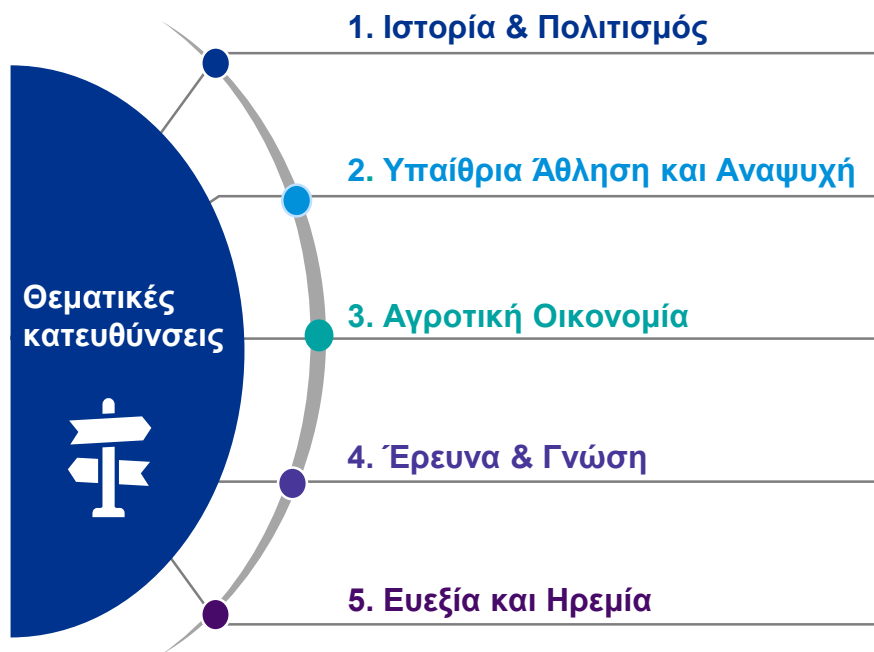 1. Ιστορία & Πολιτισμός
2. Υπαίθρια Άθληση και Αναψυχή
Θεματικές
κατευθύνσεις
3. Αγροτική Οικονομία
4. Έρευνα & Γνώση
5. Ευεξία και Ηρεμία